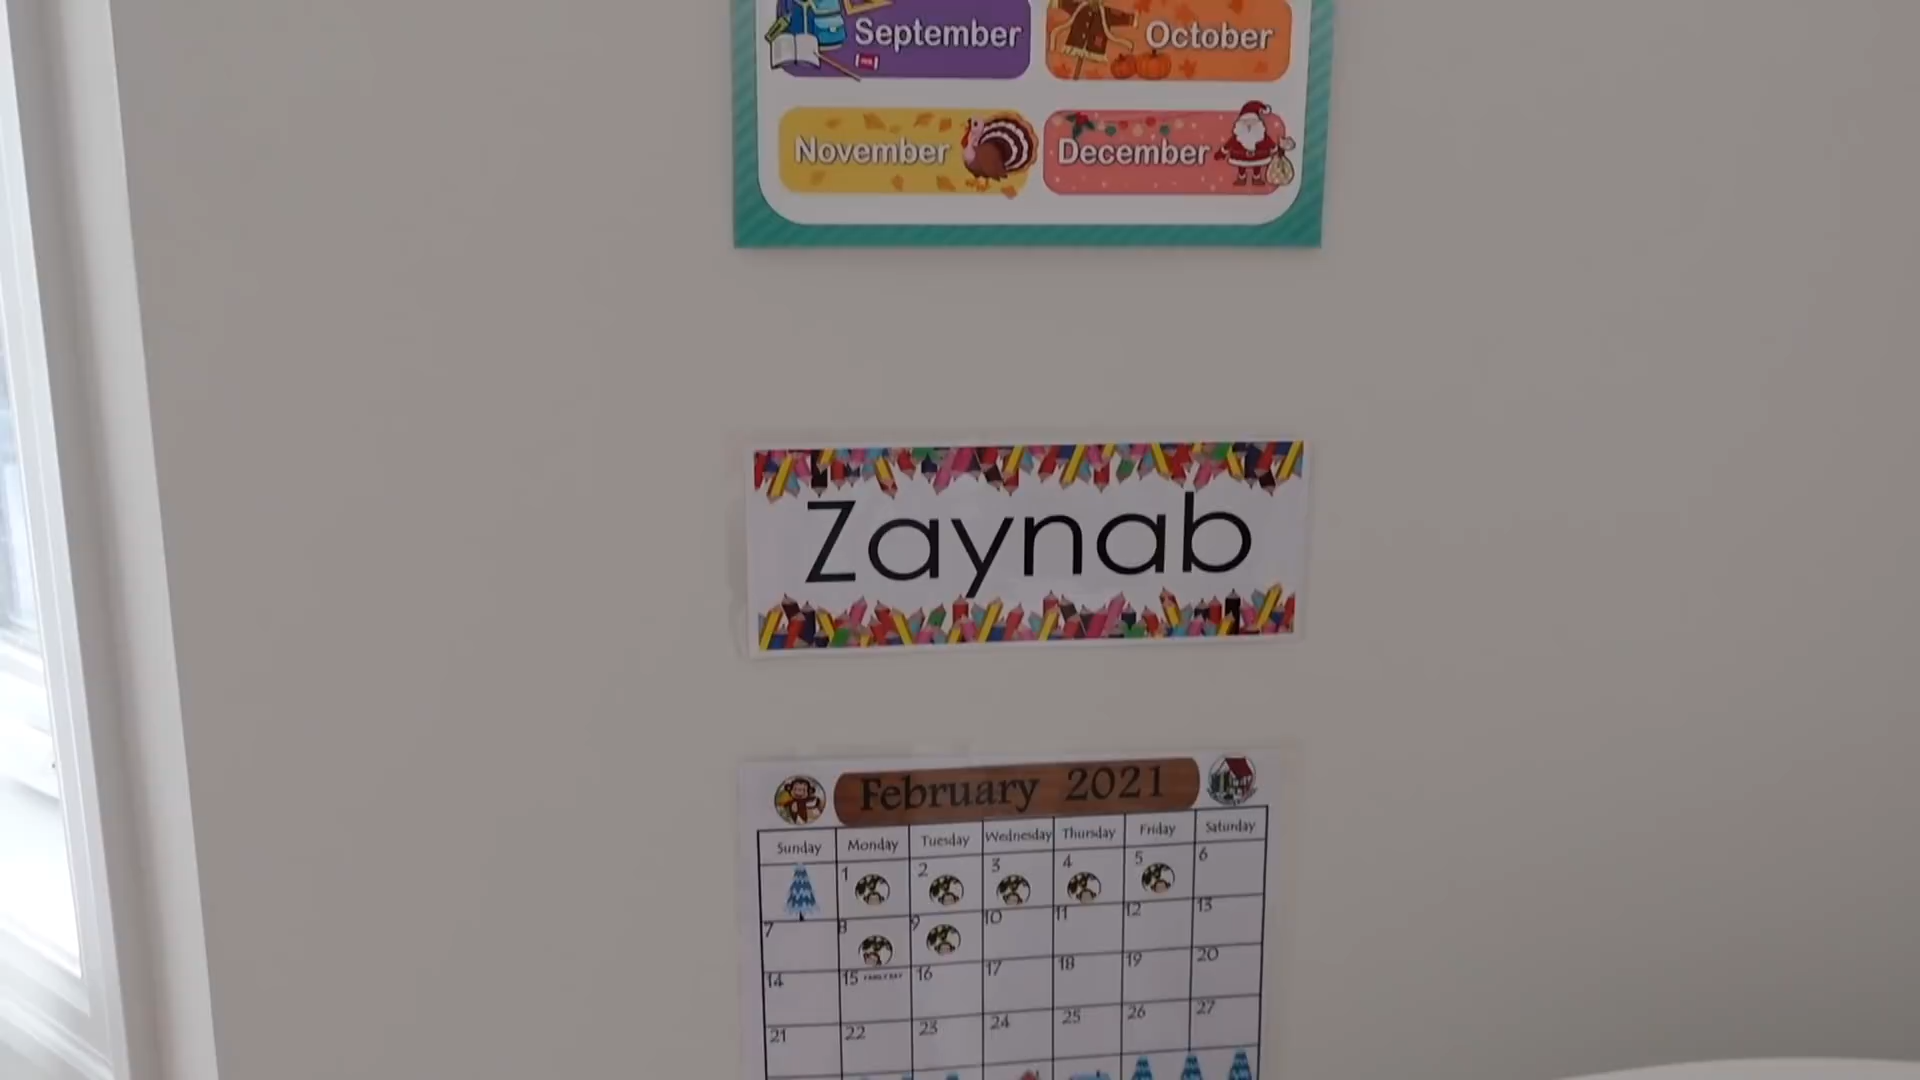 September October
November December
Zaynab
February 2021
Sunday Monday Tuesday Wednesday Thursday Friday Saturday
1 2 3 4 5 6
7 8 9 10 11 12 13
14 15 FAMILY DAY 16 17 18 19 20
21 22 23 24 25 26 27